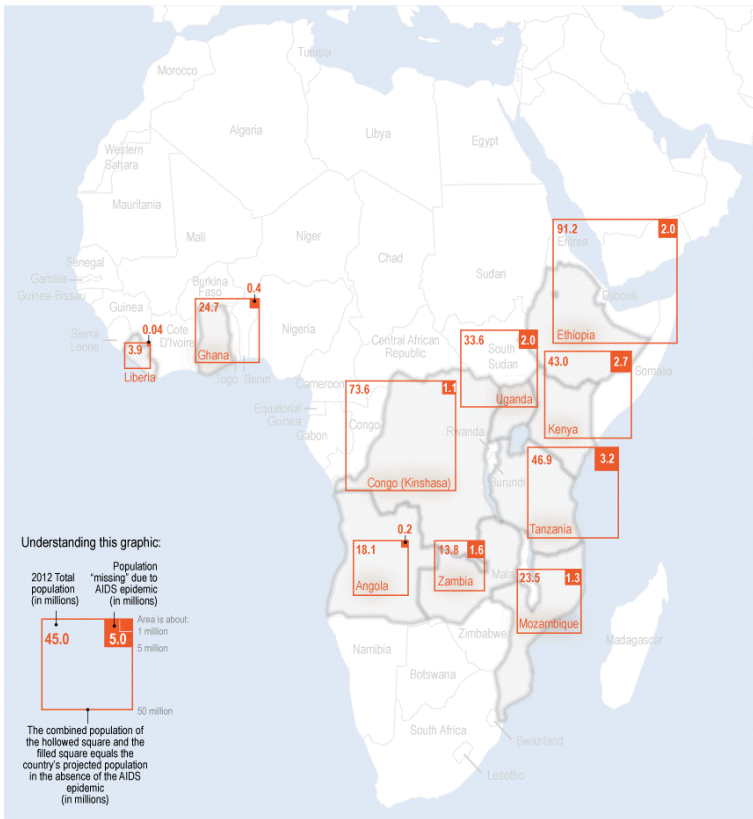 Tunisia
Morocco
Algeria
Libya
Egypt
Western
Sahara
Mauritania
Mali
Niger
Chad
Sudan
91.2
2.0
Eritrea
Djibouti
Ethiopia
Senegal
Gambia
Guinea-Bissau
Guinea
Burkina
Faso
0.4
24.7
0.04
Sierra
Leone
3.9
Liberia
Cote
D'Ivoire
Ghana
Togo
Benin
Nigeria
Central African
Republic
33.6
2.0
South
Sudan
Uganda
43.0
2.7
Somalia
Kenya
Cameroon
73.6
1.1
Equatorial
Guinea
Gabon
Congo
Rwanda
Burundi
Congo (Kinshasa)
46.9
3.2
Tanzania
0.2
18.1
Angola
13.8
1.6
Zambia
23.5
1.3
Mozambique
Zimbabwe
Madagascar
Namibia
Botswana
South Africa
Swaziland
Lesotho
Understanding this graphic:
2012 Total
population
(in millions)
Population
“missing” due to
AIDS epidemic
(in millions)
45.0
5.0
Area is about:
1 million
5 million
50 million
The combined population of
the hollowed square and the
filled square equals the
country's projected population
in the absence of the AIDS
epidemic
(in millions)